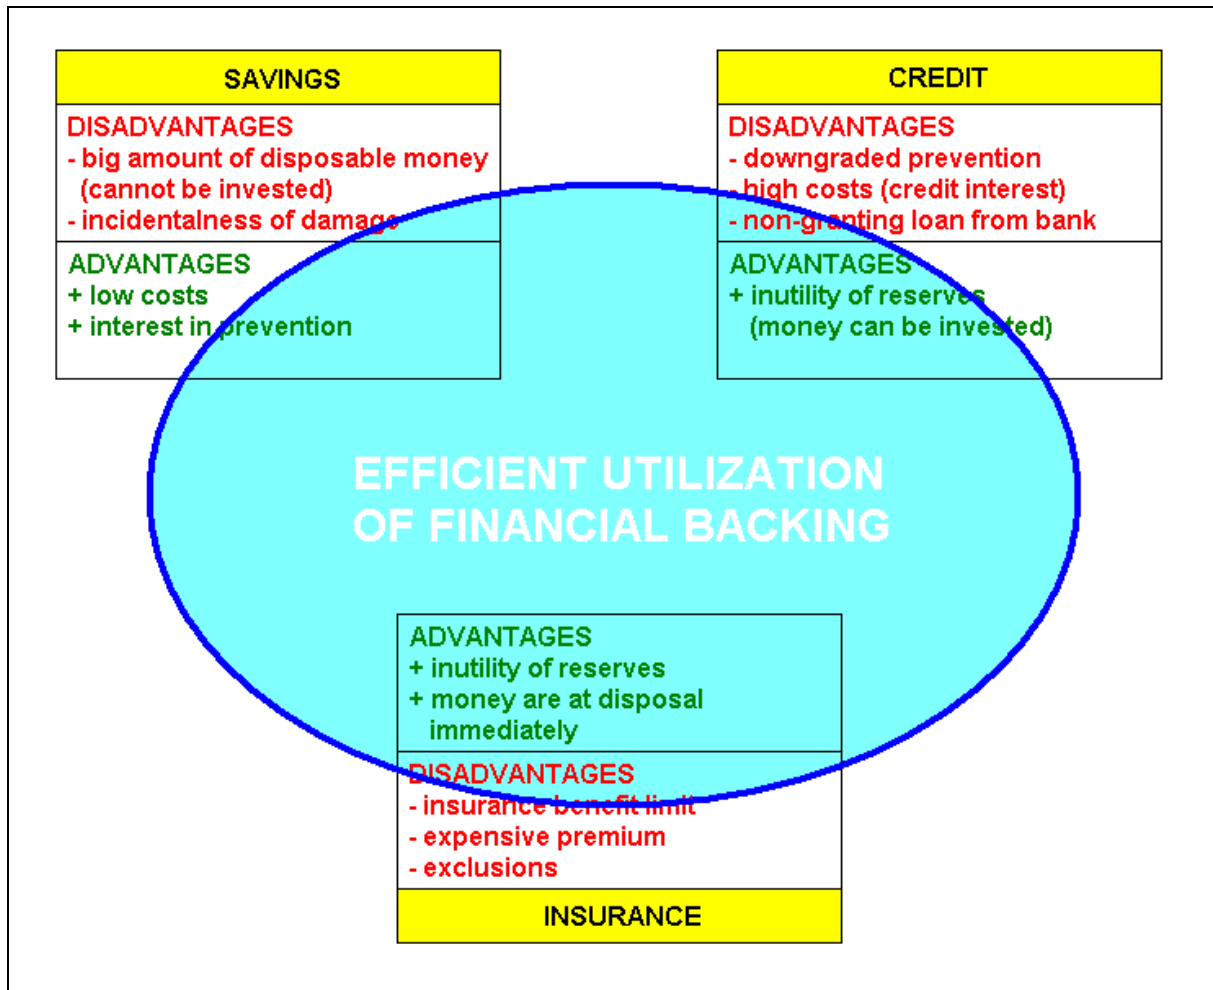 SAVINGS
DISADVANTAGES
- big amount of disposable money
(cannot be invested)
- incidentalness of damage
ADVANTAGES
+ low costs
+ interest in prevention
CREDIT
DISADVANTAGES
- downgraded prevention
- high costs (credit interest)
- non-granting loan from bank
ADVANTAGES
+ inutility of reserves
(money can be invested)
EFFICIENT UTILIZATION
OF FINANCIAL BACKING
ADVANTAGES
+ inutility of reserves
+ money are at disposal
immediately
DISADVANTAGES
- insurance benefit limit
- expensive premium
- exclusions
INSURANCE